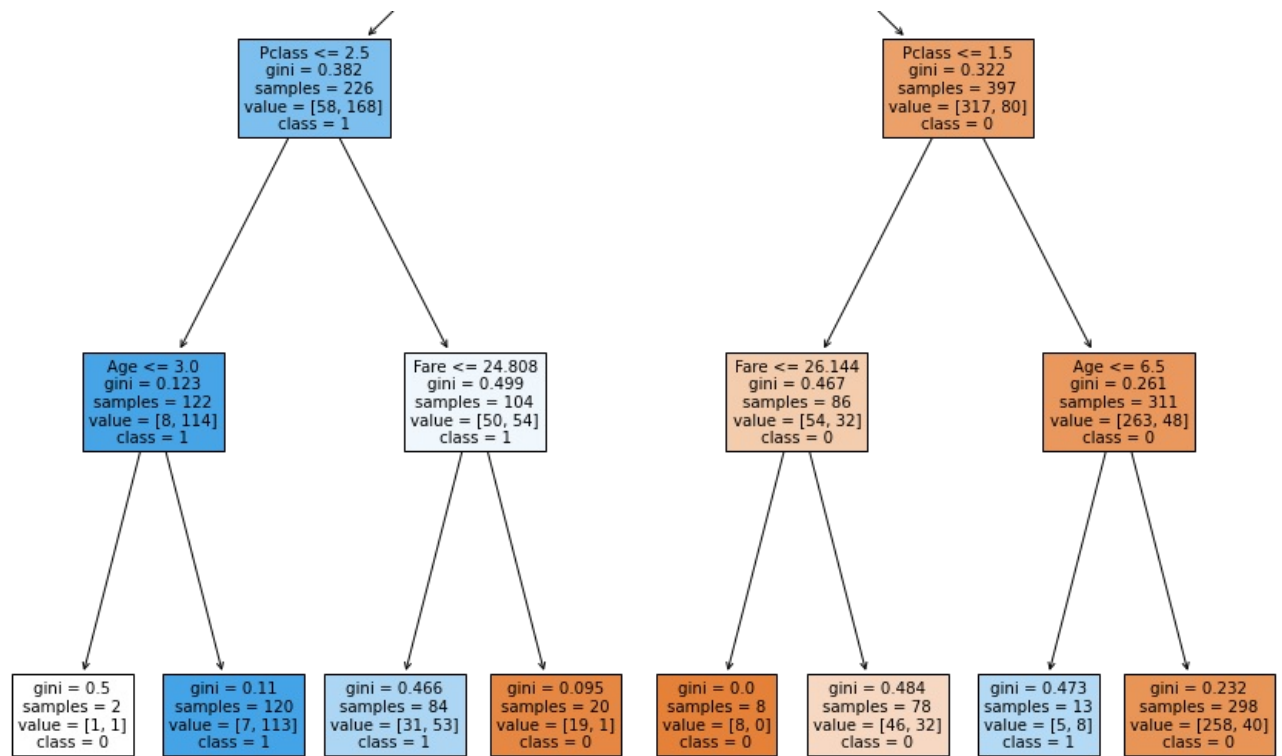 Pclass <= 2.5
gini = 0.382
samples = 226
value = [58, 168]
class = 1
Pclass <= 1.5
gini = 0.322
samples = 397
value = [317, 80]
class = 0
Age <= 3.0
gini = 0.123
samples = 122
value = [8, 114]
class = 1
Fare <= 24.808
gini = 0.499
samples = 104
value = [50, 54]
class = 1
Fare <= 26.144
gini = 0.467
samples = 86
value = [54, 32]
class = 0
Age <= 6.5
gini = 0.261
samples = 311
value = [263, 48]
class = 0
gini = 0.5
samples = 2
value = [1, 1]
class = 0
gini = 0.11
samples = 120
value = [7, 113]
class = 1
gini = 0.466
samples = 84
value = [31, 53]
class = 1
gini = 0.095
samples = 20
value = [19, 1]
class = 0
gini = 0.0
samples = 8
value = [8, 0]
class = 0
gini = 0.484
samples = 78
value = [46, 32]
class = 0
gini = 0.473
samples = 13
value = [5, 8]
class = 1
gini = 0.232
samples = 298
value = [258, 40]
class = 0